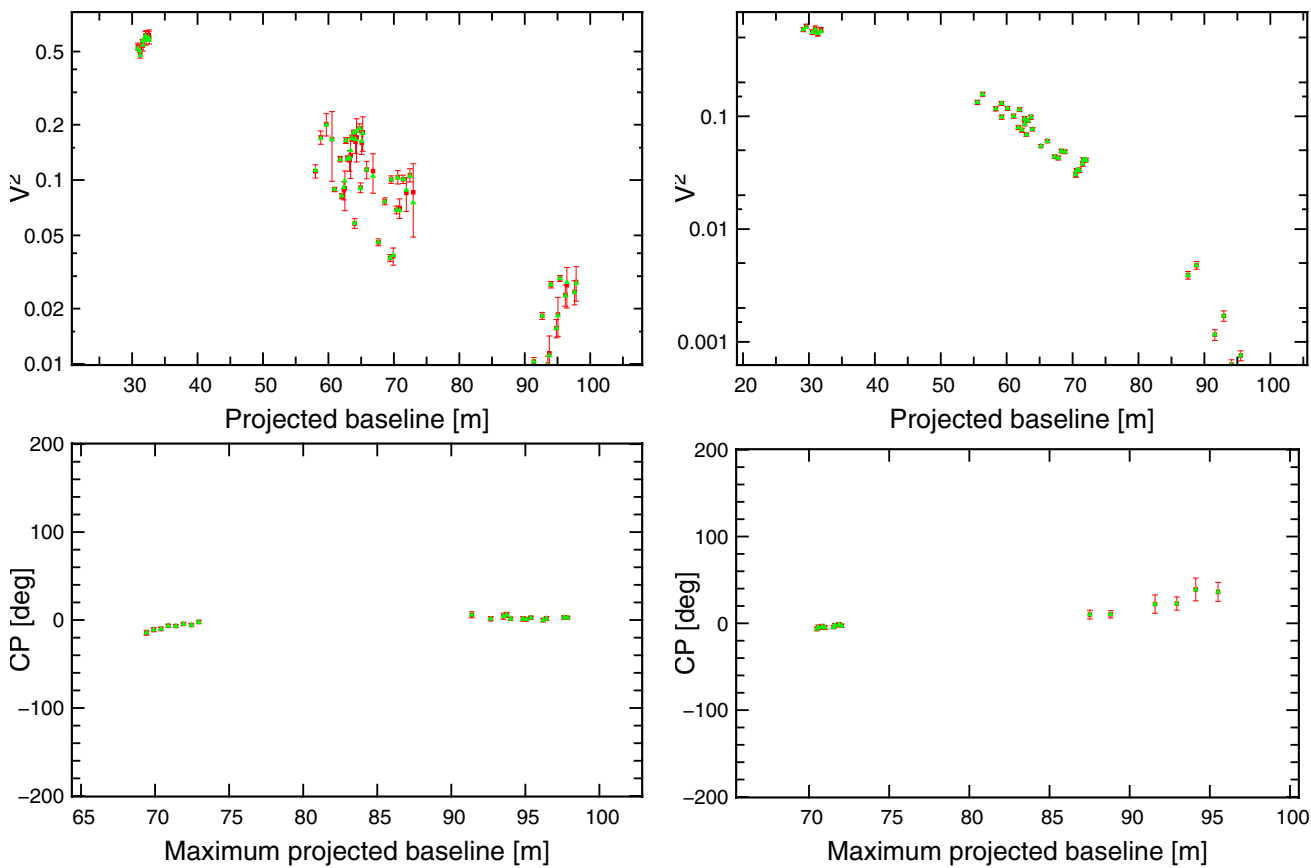 0.5
0.2
0.1
0.05
0.02
0.01
V²
30 40 50 60 70 80 90 100
Projected baseline [m]
0.1
0.01
0.001
V²
20 30 40 50 60 70 80 90 100
Projected baseline [m]
200
100
0
−100
−200
CP [deg]
65 70 75 80 85 90 95 100
Maximum projected baseline [m]
200
100
0
−100
−200
CP [deg]
70 75 80 85 90 95 100
Maximum projected baseline [m]